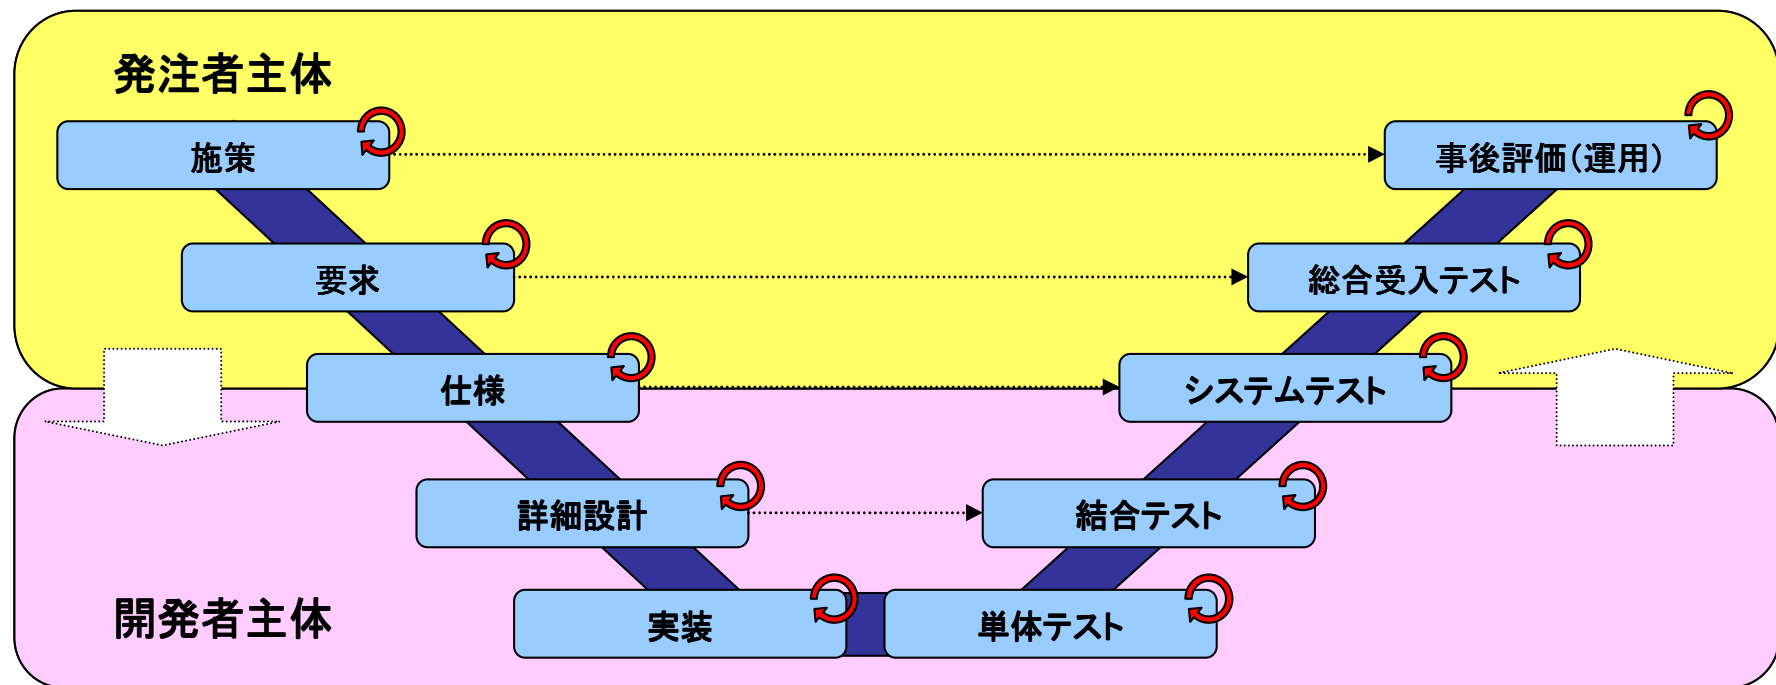 発注者主体
施策
事後評価(運用)
要求
総合受入テスト
仕様
システムテスト
詳細設計
結合テスト
開発者主体
実装
単体テスト